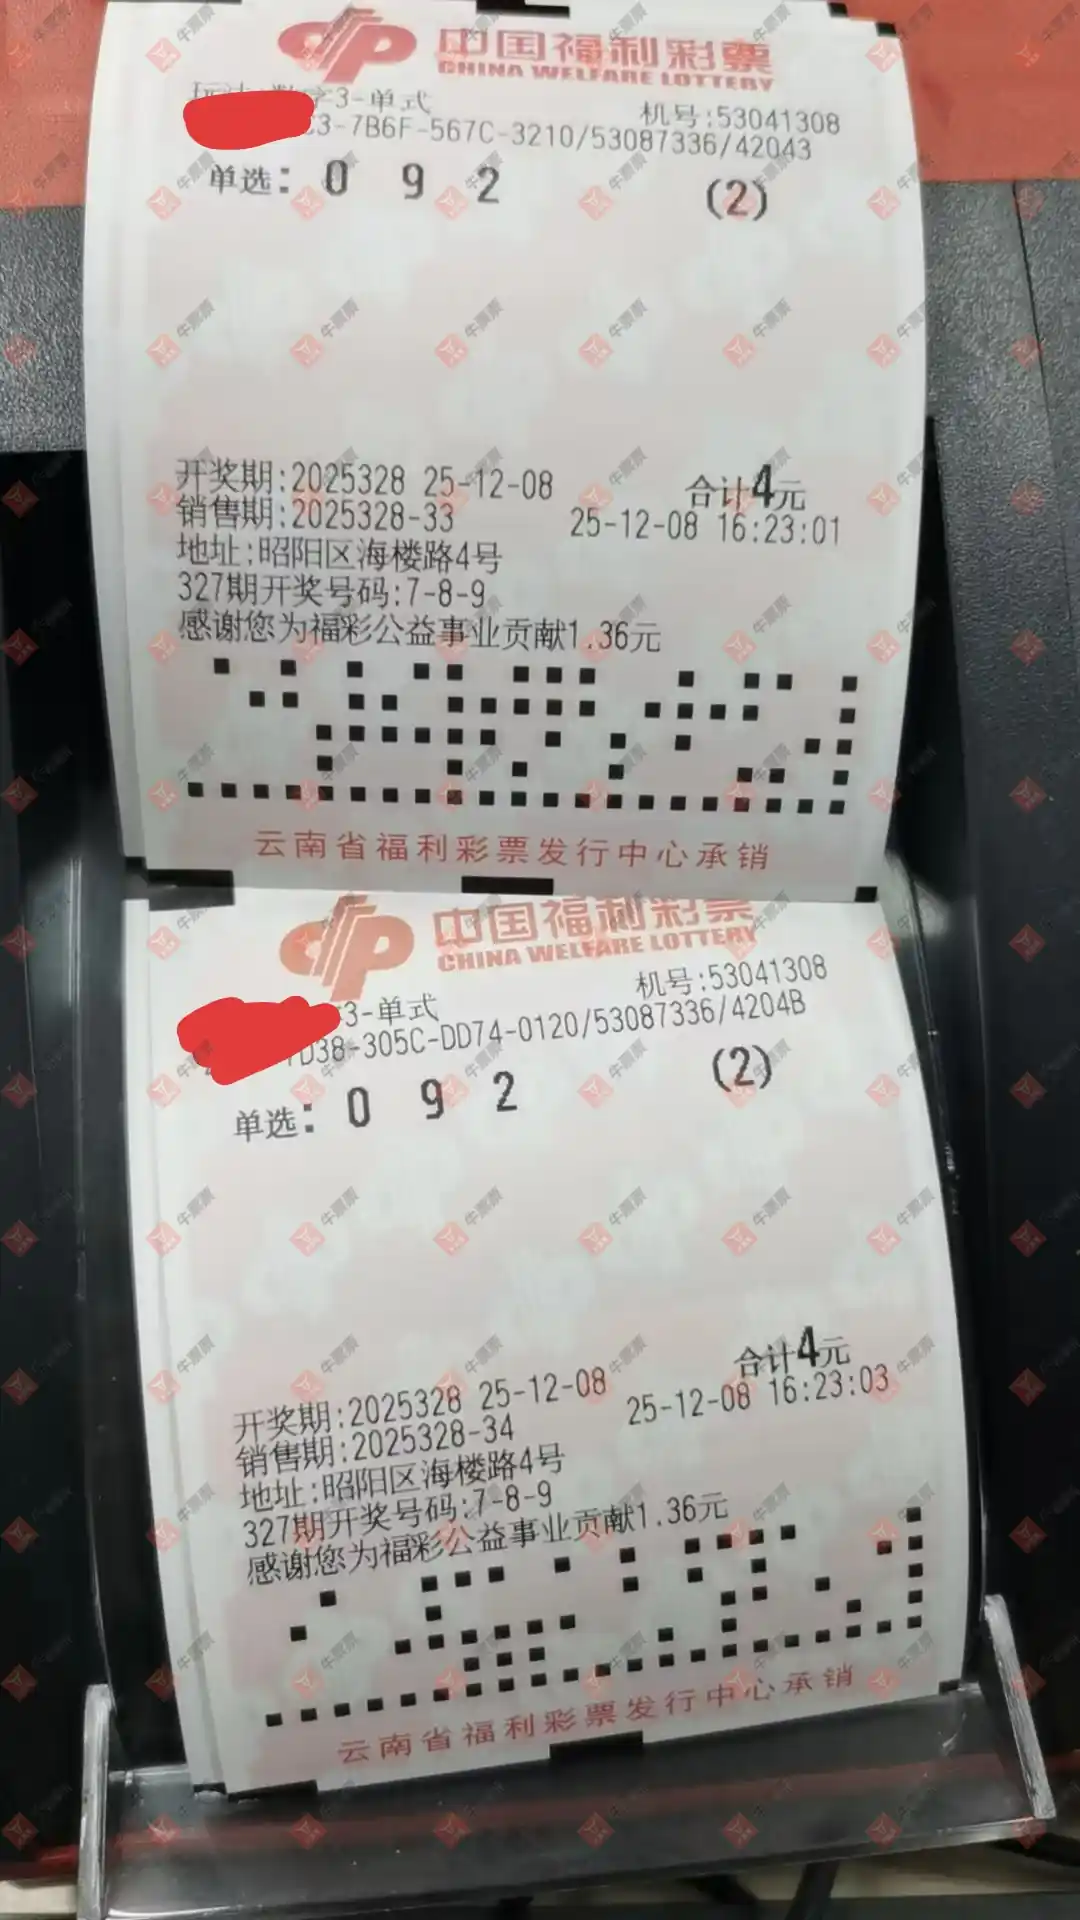 中国福利彩票
CHINA WELFARE LOTTERY
3-单式
机号:53041308
3-7B6F-567C-3210/53087336/42043
单选: 0 9 2 (2)
开奖期:2025328 25-12-08 合计4元
销售期:2025328-33 25-12-08 16:23:01
地址:昭阳区海楼路4号
327期开奖号码:7-8-9
感谢您为福彩公益事业贡献1.36元
云南省福利彩票发行中心承销
中国福利彩票
CHINA WELFARE LOTTERY
机号:53041308
3-单式
D38-305C-DD74-0120/53087336/4204B
单选: 0 9 2 (2)
合计4元
开奖期:2025328 25-12-08 25-12-08 16:23:03
销售期:2025328-34
地址:昭阳区海楼路4号
327期开奖号码:7-8-9
感谢您为福彩公益事业贡献1.36元
云南省福利彩票发行中心承销